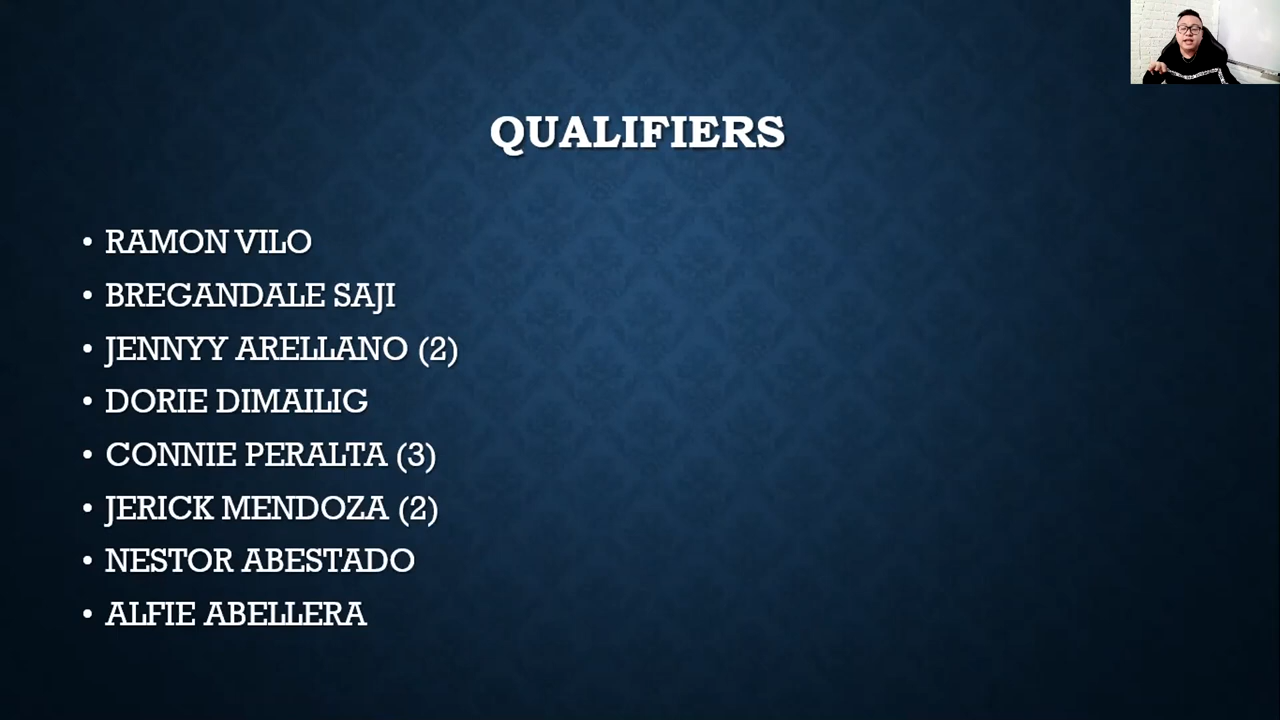 QUALIFIERS
• RAMON VILO
• BREGANDALE SAJI
• JENNYY ARELLANO (2)
• DORIE DIMAILIG
• CONNIE PERALTA (3)
• JERICK MENDOZA (2)
• NESTOR ABESTADO
• ALFIE ABELLERA